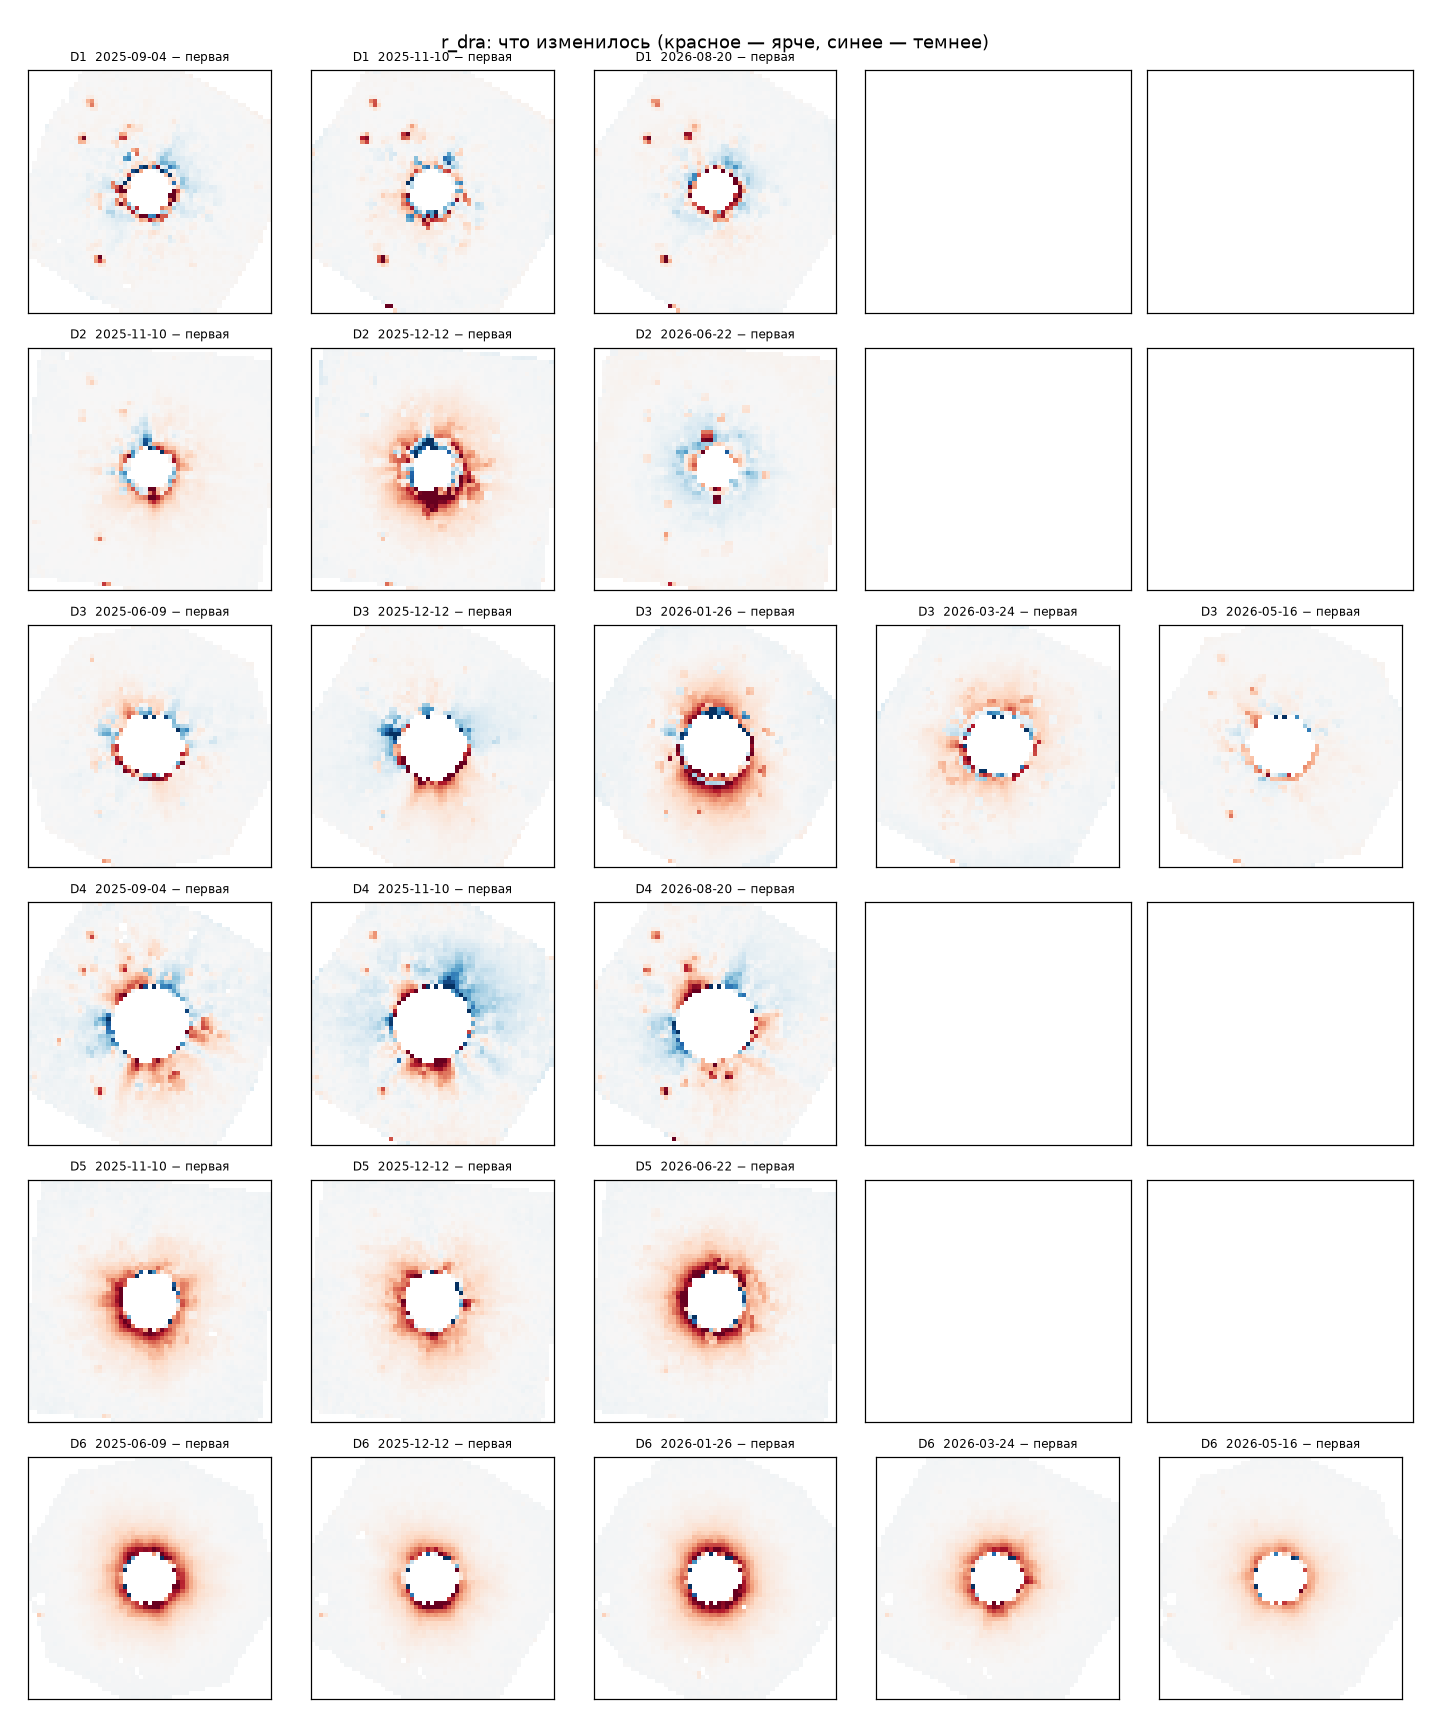 r_dra: что изменилось (красное — ярче, синее — темнее)
D1 2025-09-04 − первая
D1 2025-11-10 − первая
D1 2026-08-20 − первая
D2 2025-11-10 − первая
D2 2025-12-12 − первая
D2 2026-06-22 − первая
D3 2025-06-09 − первая
D3 2025-12-12 − первая
D3 2026-01-26 − первая
D3 2026-03-24 − первая
D3 2026-05-16 − первая
D4 2025-09-04 − первая
D4 2025-11-10 − первая
D4 2026-08-20 − первая
D5 2025-11-10 − первая
D5 2025-12-12 − первая
D5 2026-06-22 − первая
D6 2025-06-09 − первая
D6 2025-12-12 − первая
D6 2026-01-26 − первая
D6 2026-03-24 − первая
D6 2026-05-16 − первая